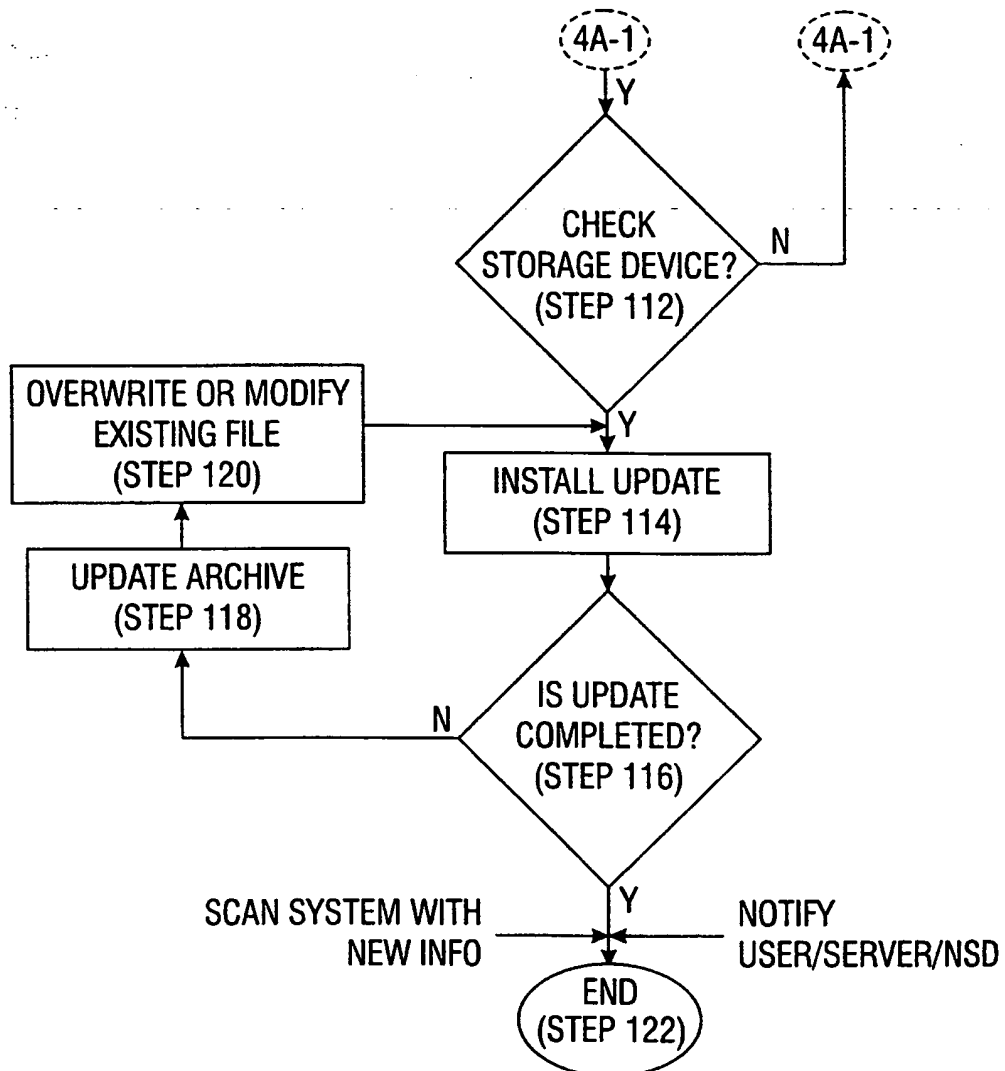 4A-1
4A-1
Y
CHECK
STORAGE DEVICE?
(STEP 112)
N
OVERWRITE OR MODIFY
EXISTING FILE
(STEP 120)
Y
INSTALL UPDATE
(STEP 114)
UPDATE ARCHIVE
(STEP 118)
IS UPDATE
COMPLETED?
(STEP 116)
N
Y
SCAN SYSTEM WITH
NEW INFO
NOTIFY
USER/SERVER/NSD
END
(STEP 122)